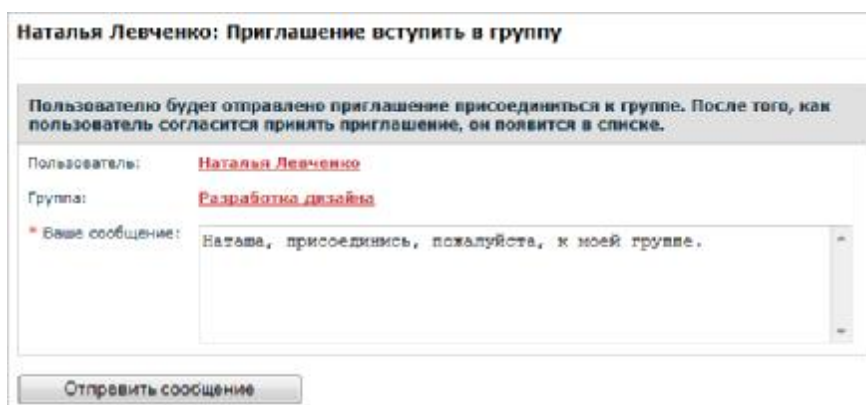 Наталья Левченко: Приглашение вступить в группу
Пользователю будет отправлено приглашение присоединиться к группе. После того, как
пользователь согласится принять приглашение, он появится в списке.
Пользователь: Наталья Левченко
Группа: Разработка дизайна
* Ваше сообщение: Наташа, присоединись, пожалуйста, к моей группе.
Отправить сообщение